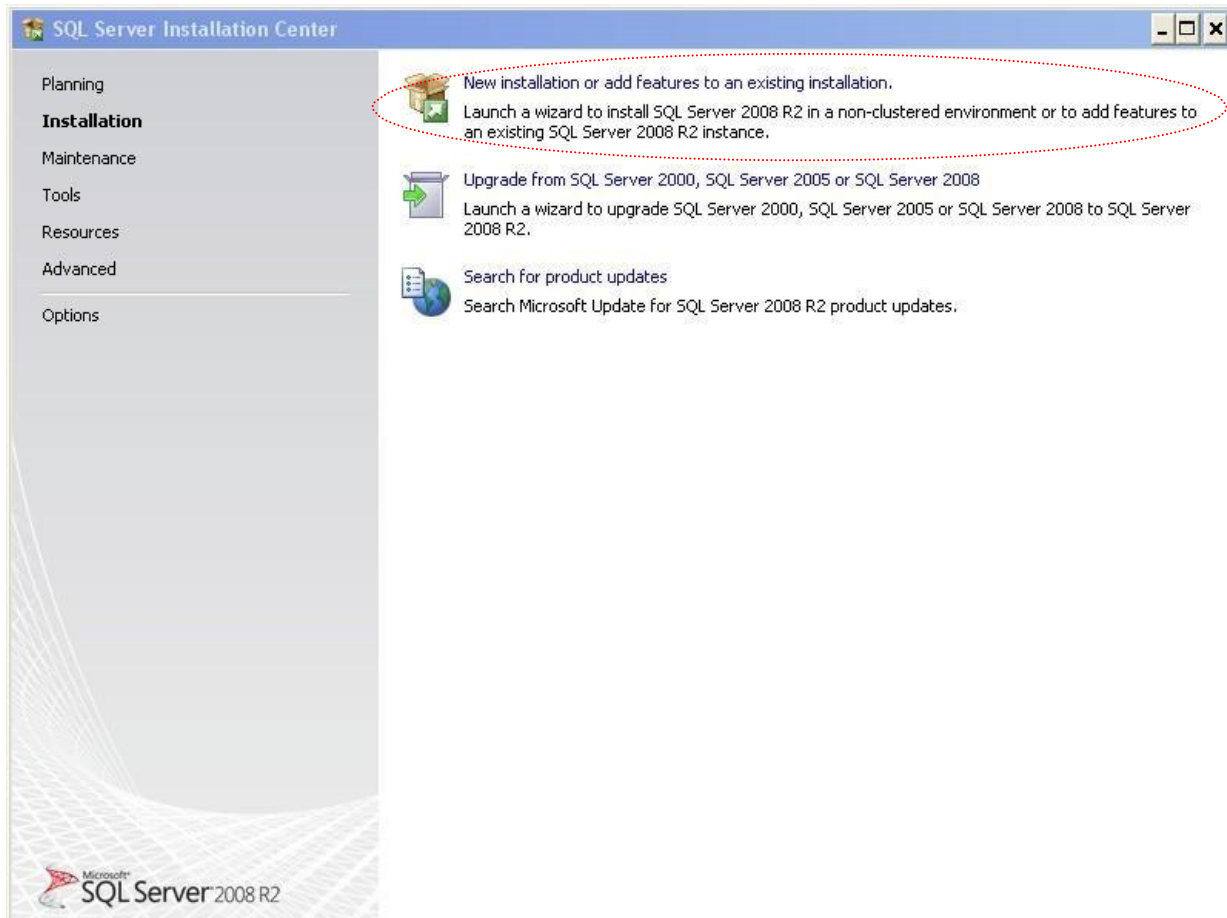 SQL Server Installation Center
Planning
Installation
Maintenance
Tools
Resources
Advanced
Options
New installation or add features to an existing installation.
Launch a wizard to install SQL Server 2008 R2 in a non-clustered environment or to add features to
an existing SQL Server 2008 R2 instance.
Upgrade from SQL Server 2000, SQL Server 2005 or SQL Server 2008
Launch a wizard to upgrade SQL Server 2000, SQL Server 2005 or SQL Server 2008 to SQL Server
2008 R2.
Search for product updates
Search Microsoft Update for SQL Server 2008 R2 product updates.
Microsoft®
SQL Server® 2008 R2